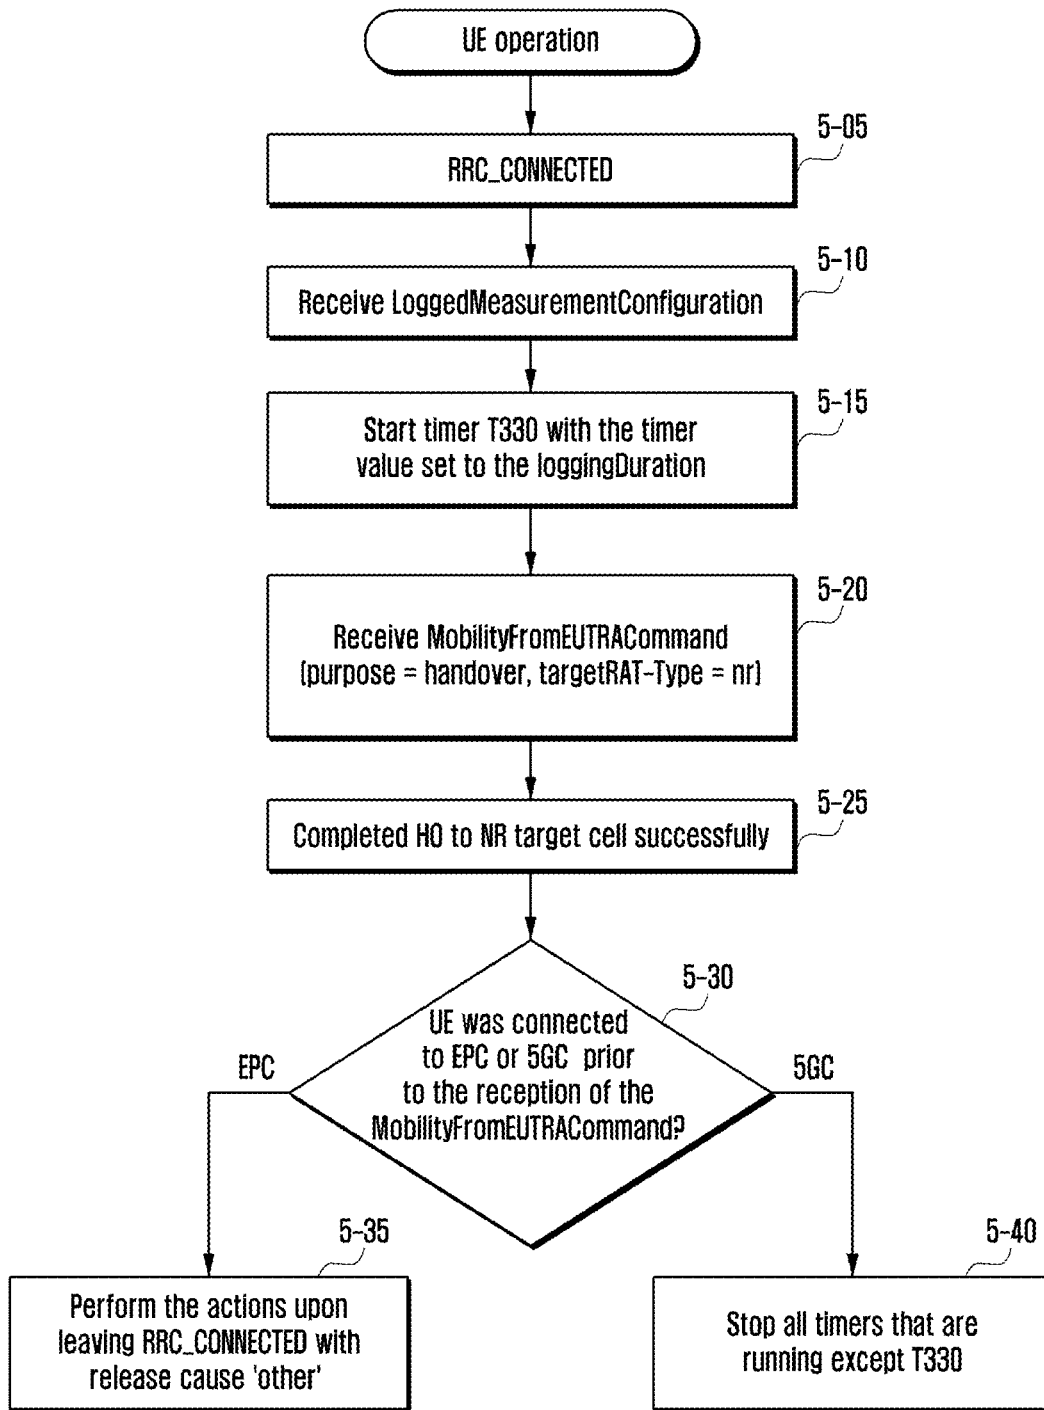 UE operation
5-05
RRC_CONNECTED
5-10
Receive LoggedMeasurementConfiguration
5-15
Start timer T330 with the timer
value set to the loggingDuration
5-20
Receive MobilityFromEUTRACommand
(purpose = handover, targetRAT-Type = nr)
5-25
Completed HO to NR target cell successfully
5-30
UE was connected
to EPC or 5GC prior
to the reception of the
MobilityFromEUTRACommand?
EPC
5GC
5-35
Perform the actions upon
leaving RRC_CONNECTED with
release cause 'other'
5-40
Stop all timers that are
running except T330